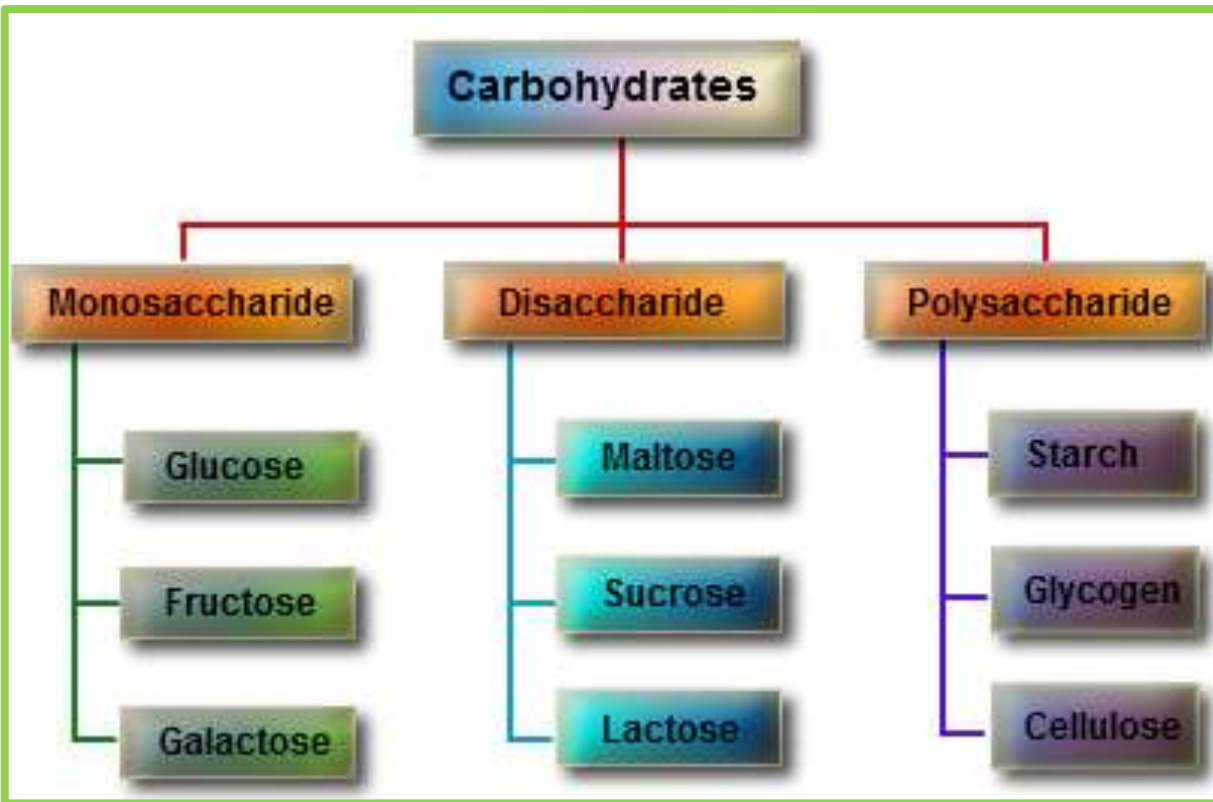 Carbohydrates
Monosaccharide
Disaccharide
Polysaccharide
Glucose
Fructose
Galactose
Maltose
Sucrose
Lactose
Starch
Glycogen
Cellulose